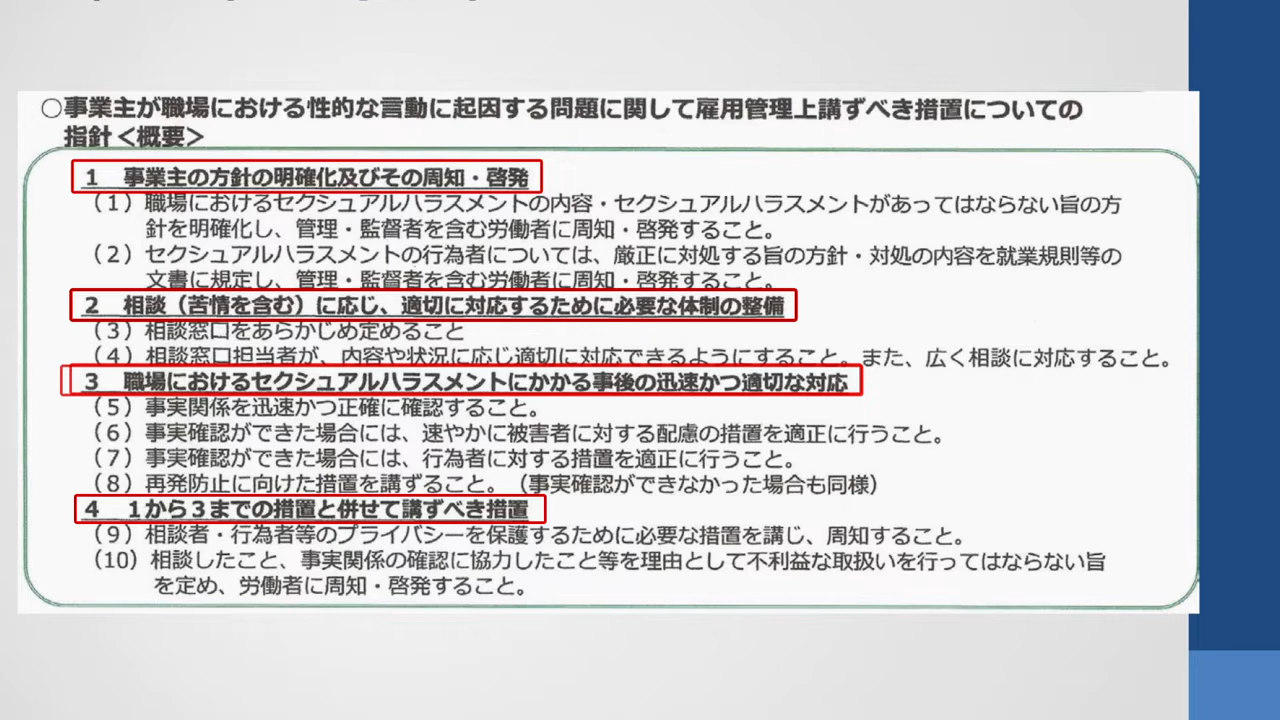 ○事業主が職場における性的な言動に起因する問題に関して雇用管理上講ずべき措置についての
指針＜概要＞
１　事業主の方針の明確化及びその周知・啓発
（１）職場におけるセクシュアルハラスメントの内容・セクシュアルハラスメントがあってはならない旨の方
針を明確化し、管理・監督者を含む労働者に周知・啓発すること。
（２）セクシュアルハラスメントの行為者については、厳正に対処する旨の方針・対処の内容を就業規則等の
文書に規定し、管理・監督者を含む労働者に周知・啓発すること。
２　相談（苦情を含む）に応じ、適切に対応するために必要な体制の整備
（３）相談窓口をあらかじめ定めること
（４）相談窓口担当者が、内容や状況に応じ適切に対応できるようにすること。また、広く相談に対応すること。
３　職場におけるセクシュアルハラスメントにかかる事後の迅速かつ適切な対応
（５）事実関係を迅速かつ正確に確認すること。
（６）事実確認ができた場合には、速やかに被害者に対する配慮の措置を適正に行うこと。
（７）事実確認ができた場合には、行為者に対する措置を適正に行うこと。
（８）再発防止に向けた措置を講ずること。（事実確認ができなかった場合も同様）
４　１から３までの措置と併せて講ずべき措置
（９）相談者・行為者等のプライバシーを保護するために必要な措置を講じ、周知すること。
（10）相談したこと、事実関係の確認に協力したこと等を理由として不利益な取扱いを行ってはならない旨
を定め、労働者に周知・啓発すること。